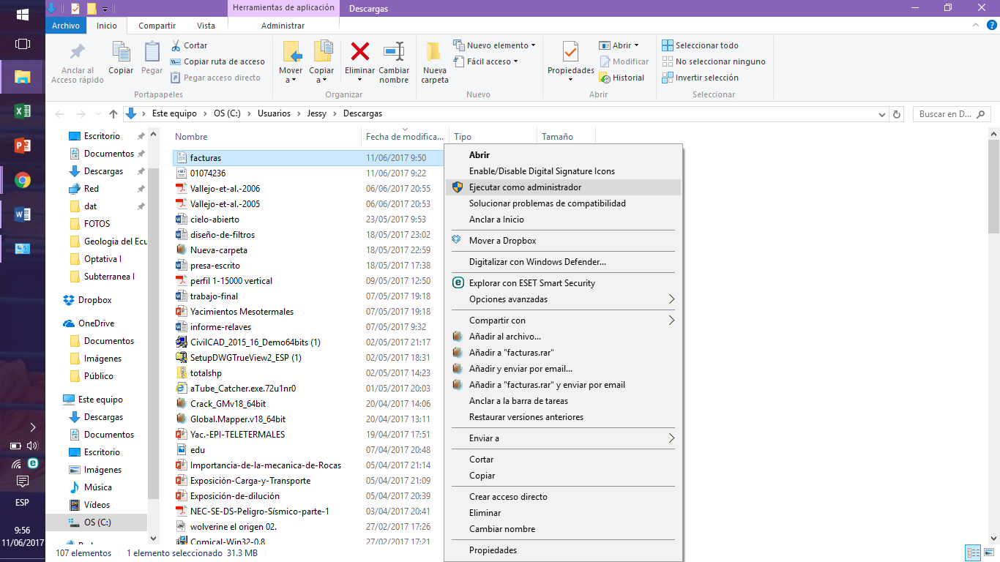 Herramientas de aplicación
Descargas
Archivo
Inicio
Compartir
Vista
Administrar
Anclar al
Acceso rápido
Copiar
Pegar
Cortar
Copiar ruta de acceso
Pegar acceso directo
Portapapeles
Mover
a
Copiar
a
Eliminar
Cambiar
nombre
Organizar
Nueva
carpeta
Nuevo elemento
Fácil acceso
Nuevo
Propiedades
Abrir
Modificar
Historial
Abrir
Seleccionar todo
No seleccionar ninguno
Invertir selección
Seleccionar
Este equipo
OS (C:)
Usuarios
Jessy
Descargas
Buscar en D...
Escritorio
Documentos
Descargas
Red
dat
FOTOS
Geologia del Ecu
Optativa I
Subterranea I
Dropbox
OneDrive
Documentos
Imágenes
Público
Este equipo
Descargas
Documentos
Escritorio
Imágenes
Música
Vídeos
OS (C:)
Nombre
Fecha de modifica...
Tipo
Tamaño
facturas 11/06/2017 9:50
01074236 11/06/2017 9:22
Vallejo-et-al.-2006 06/06/2017 20:55
Vallejo-et-al.-2005 06/06/2017 20:53
cielo-abierto 23/05/2017 9:53
diseño-de-filtros 18/05/2017 23:02
Nueva-carpeta 18/05/2017 22:59
presa-escrito 18/05/2017 17:38
perfil 1-15000 vertical 09/05/2017 12:50
trabajo-final 07/05/2017 19:18
Yacimientos Mesotermales 07/05/2017 19:18
informe-relaves 07/05/2017 9:32
CivilCAD_2015_16_Demo64bits (1) 02/05/2017 21:17
SetupDWGTrueView2_ESP (1) 02/05/2017 18:31
totalshp 02/05/2017 14:23
aTube_Catcher.exe.72u1nr0 01/05/2017 20:03
Crack_GMv18_64bit 20/04/2017 14:06
Global.Mapper.v18_64bit 20/04/2017 13:11
Yac.-EPI-TELETERMALES 19/04/2017 17:51
edu 07/04/2017 20:48
Importancia-de-la-mecanica-de-Rocas 05/04/2017 21:14
Exposición-Carga-y-Transporte 05/04/2017 21:09
Exposición-de-dilución 05/04/2017 20:39
NEC-SE-DS-Peligro-Sísmico-parte-1 03/04/2017 20:41
wolverine el origen 02. 27/02/2017 17:26
Comical-Win32-0.8 27/02/2017 17:21
Abrir
Enable/Disable Digital Signature Icons
Ejecutar como administrador
Solucionar problemas de compatibilidad
Anclar a Inicio
Mover a Dropbox
Digitalizar con Windows Defender...
Explorar con ESET Smart Security
Opciones avanzadas
Compartir con
Añadir al archivo...
Añadir a "facturas.rar"
Añadir y enviar por email...
Añadir a "facturas.rar" y enviar por email
Anclar a la barra de tareas
Restaurar versiones anteriores
Enviar a
Cortar
Copiar
Crear acceso directo
Eliminar
Cambiar nombre
Propiedades
107 elementos
1 elemento seleccionado 31.3 MB
ESP
9:56
11/06/2017